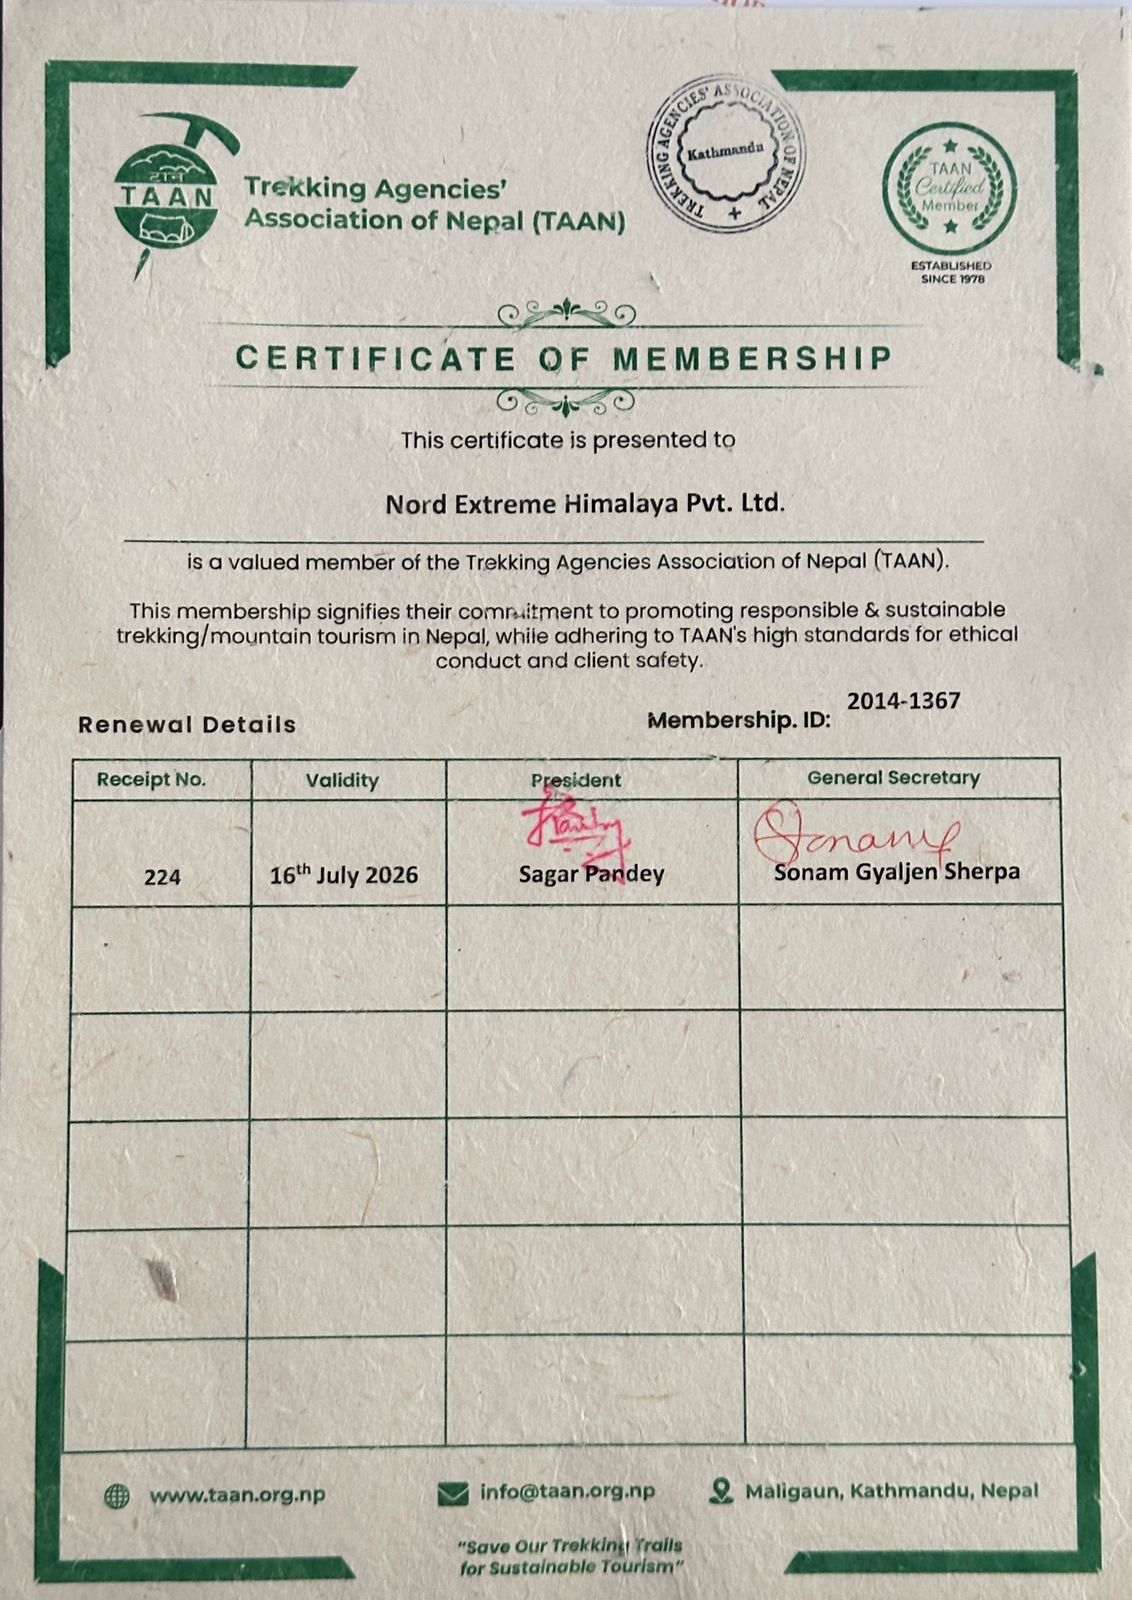 TAAN
Trekking Agencies'
Association of Nepal (TAAN)
TREKKING AGENCIES' ASSOCIATION OF NEPAL
Kathmandu
TAAN
Certified
Member
ESTABLISHED
SINCE 1978
CERTIFICATE OF MEMBERSHIP
This certificate is presented to
Nord Extreme Himalaya Pvt. Ltd.
is a valued member of the Trekking Agencies Association of Nepal (TAAN).
This membership signifies their commitment to promoting responsible & sustainable
trekking/mountain tourism in Nepal, while adhering to TAAN's high standards for ethical
conduct and client safety.
Renewal Details
Membership. ID: 2014-1367
Receipt No. Validity President General Secretary
224 16th July 2026 Sagar Pandey Sonam Gyaljen Sherpa
www.taan.org.np info@taan.org.np Maligaun, Kathmandu, Nepal
"Save Our Trekking Trails
for Sustainable Tourism"